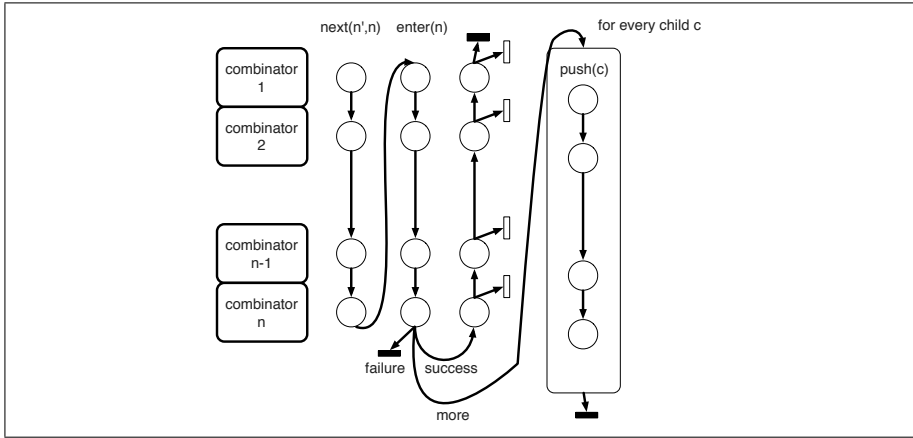 next(n',n)
enter(n)
for every child c
combinator
1
push(c)
combinator
2
combinator
n-1
combinator
n
failure
success
more